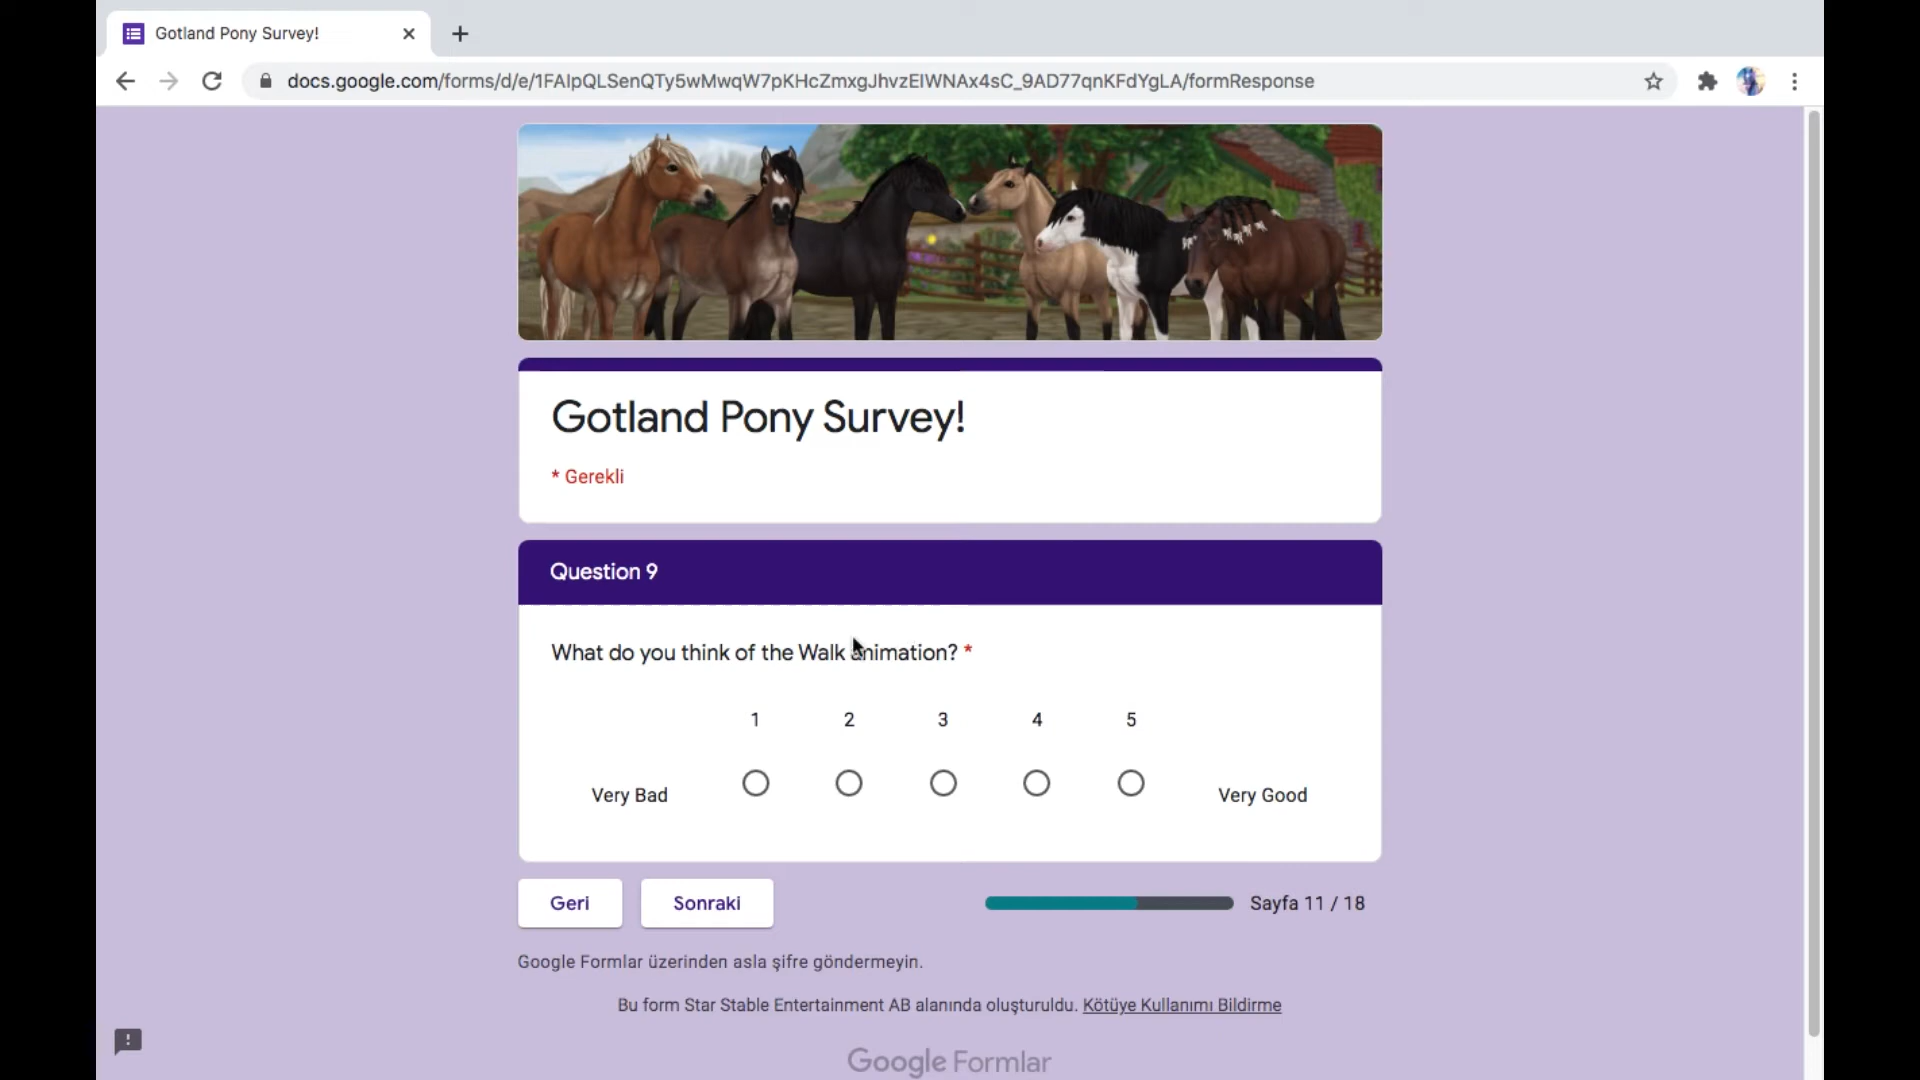 Gotland Pony Survey!
docs.google.com/forms/d/e/1FAIpQLSenQTy5wMwqW7pKHcZmxgJhvzEIWNAx4sC_9AD77qnKFdYgLA/formResponse
Gotland Pony Survey!
* Gerekli
Question 9
What do you think of the Walk animation? *
1 2 3 4 5
Very Bad Very Good
Geri Sonraki Sayfa 11 / 18
Google Formlar üzerinden asla şifre göndermeyin.
Bu form Star Stable Entertainment AB alanında oluşturuldu. Kötüye Kullanımı Bildirme
Google Formlar